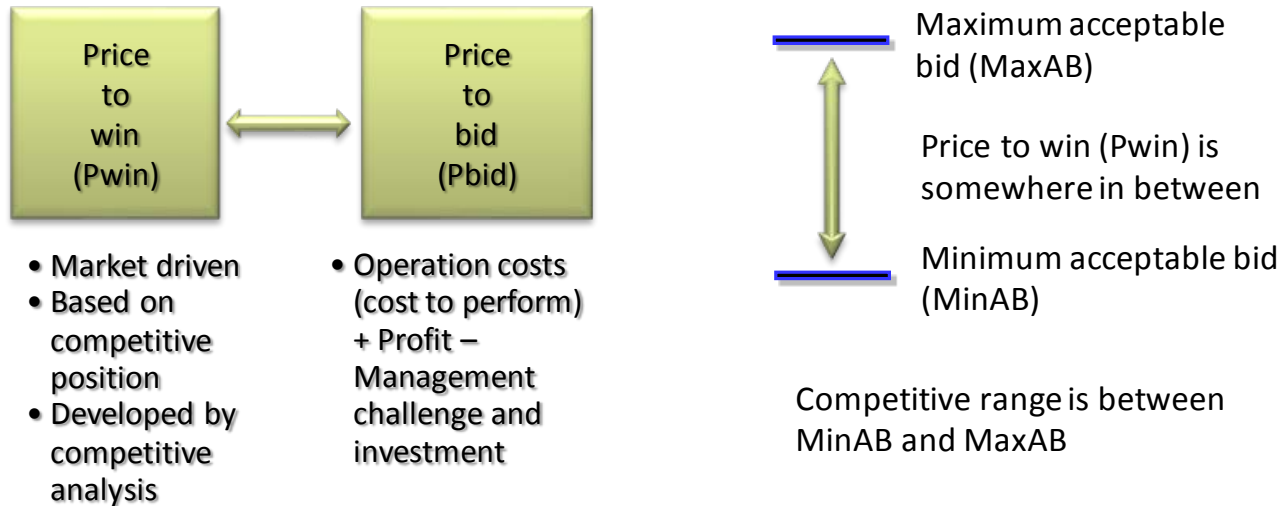 Price
to
win
(Pwin)
Price
to
bid
(Pbid)
• Market driven
• Based on
competitive
position
• Developed by
competitive
analysis
• Operation costs
(cost to perform)
+ Profit –
Management
challenge and
investment
Maximum acceptable
bid (MaxAB)
Price to win (Pwin) is
somewhere in between
Minimum acceptable bid
(MinAB)
Competitive range is between
MinAB and MaxAB